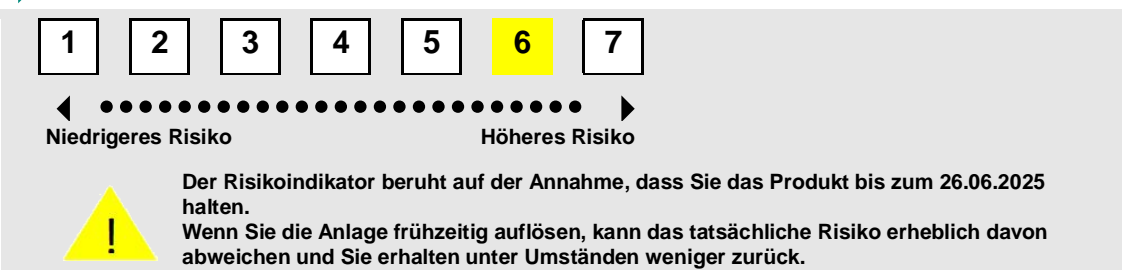 1 2 3 4 5 6 7
Niedrigeres Risiko Höheres Risiko
Der Risikoindikator beruht auf der Annahme, dass Sie das Produkt bis zum 26.06.2025
halten.
Wenn Sie die Anlage frühzeitig auflösen, kann das tatsächliche Risiko erheblich davon
abweichen und Sie erhalten unter Umständen weniger zurück.
!